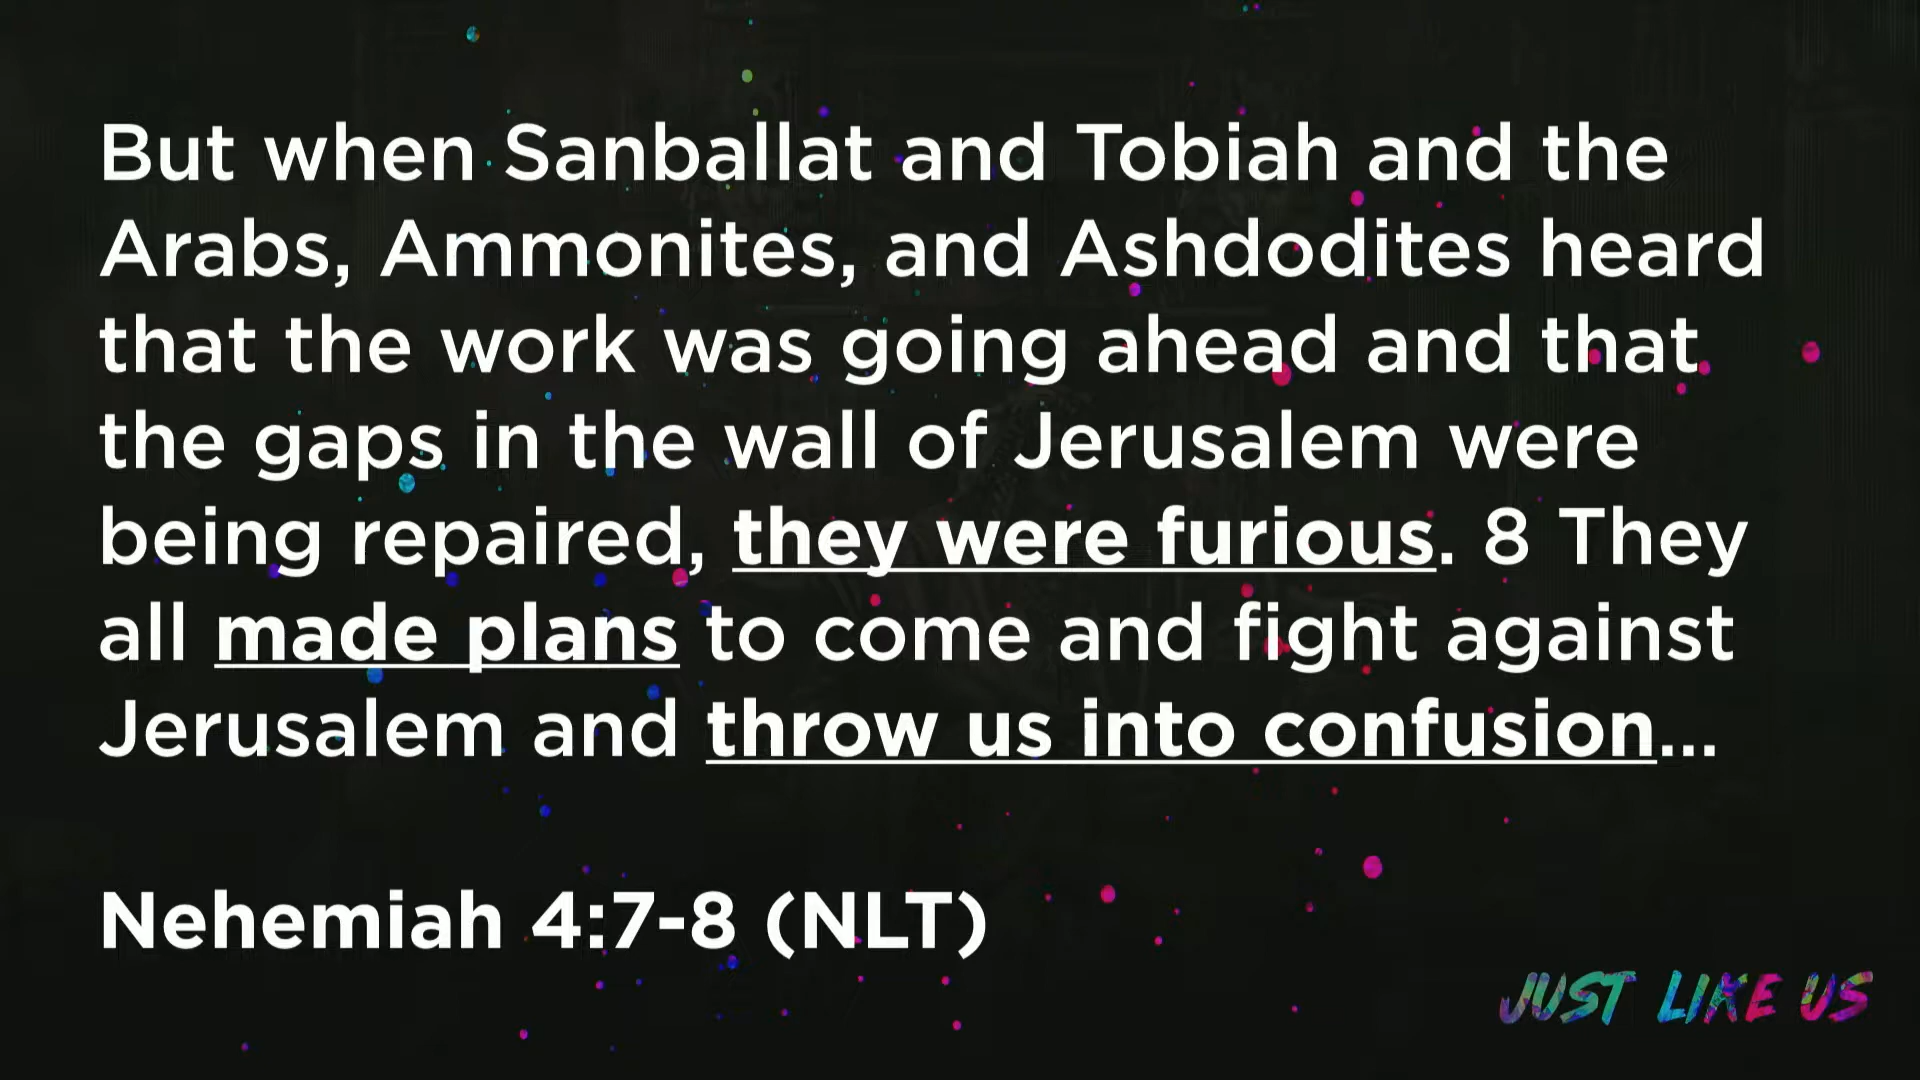 But when Sanballat and Tobiah and the
Arabs, Ammonites, and Ashdodites heard
that the work was going ahead and that
the gaps in the wall of Jerusalem were
being repaired, they were furious. 8 They
all made plans to come and fight against
Jerusalem and throw us into confusion...
Nehemiah 4:7-8 (NLT)
JUST LIKE US